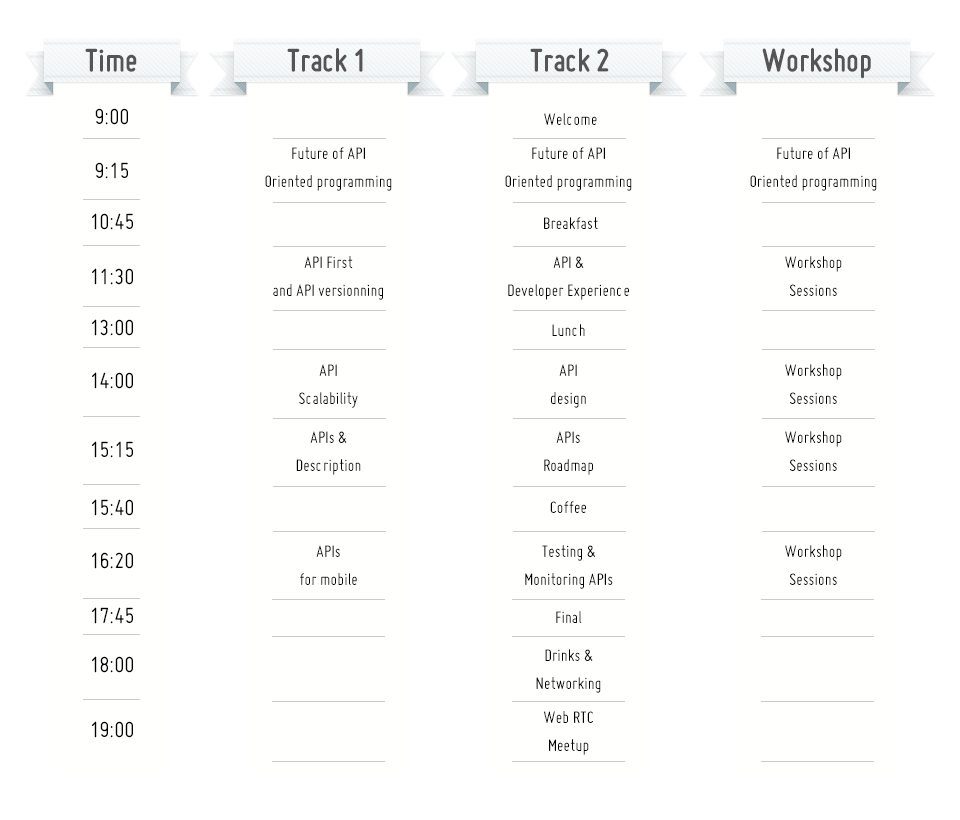 Time Track 1 Track 2 Workshop
9:00 Welcome
9:15 Future of API Future of API Future of API
Oriented programming Oriented programming Oriented programming
10:45 Breakfast
11:30 API First API & Workshop
and API versionning Developer Experience Sessions
13:00 Lunch
14:00 API API Workshop
Scalability design Sessions
15:15 APIs & APIs Workshop
Description Roadmap Sessions
15:40 Coffee
16:20 APIs Testing & Workshop
for mobile Monitoring APIs Sessions
17:45 Final
18:00 Drinks &
Networking
19:00 Web RTC
Meetup